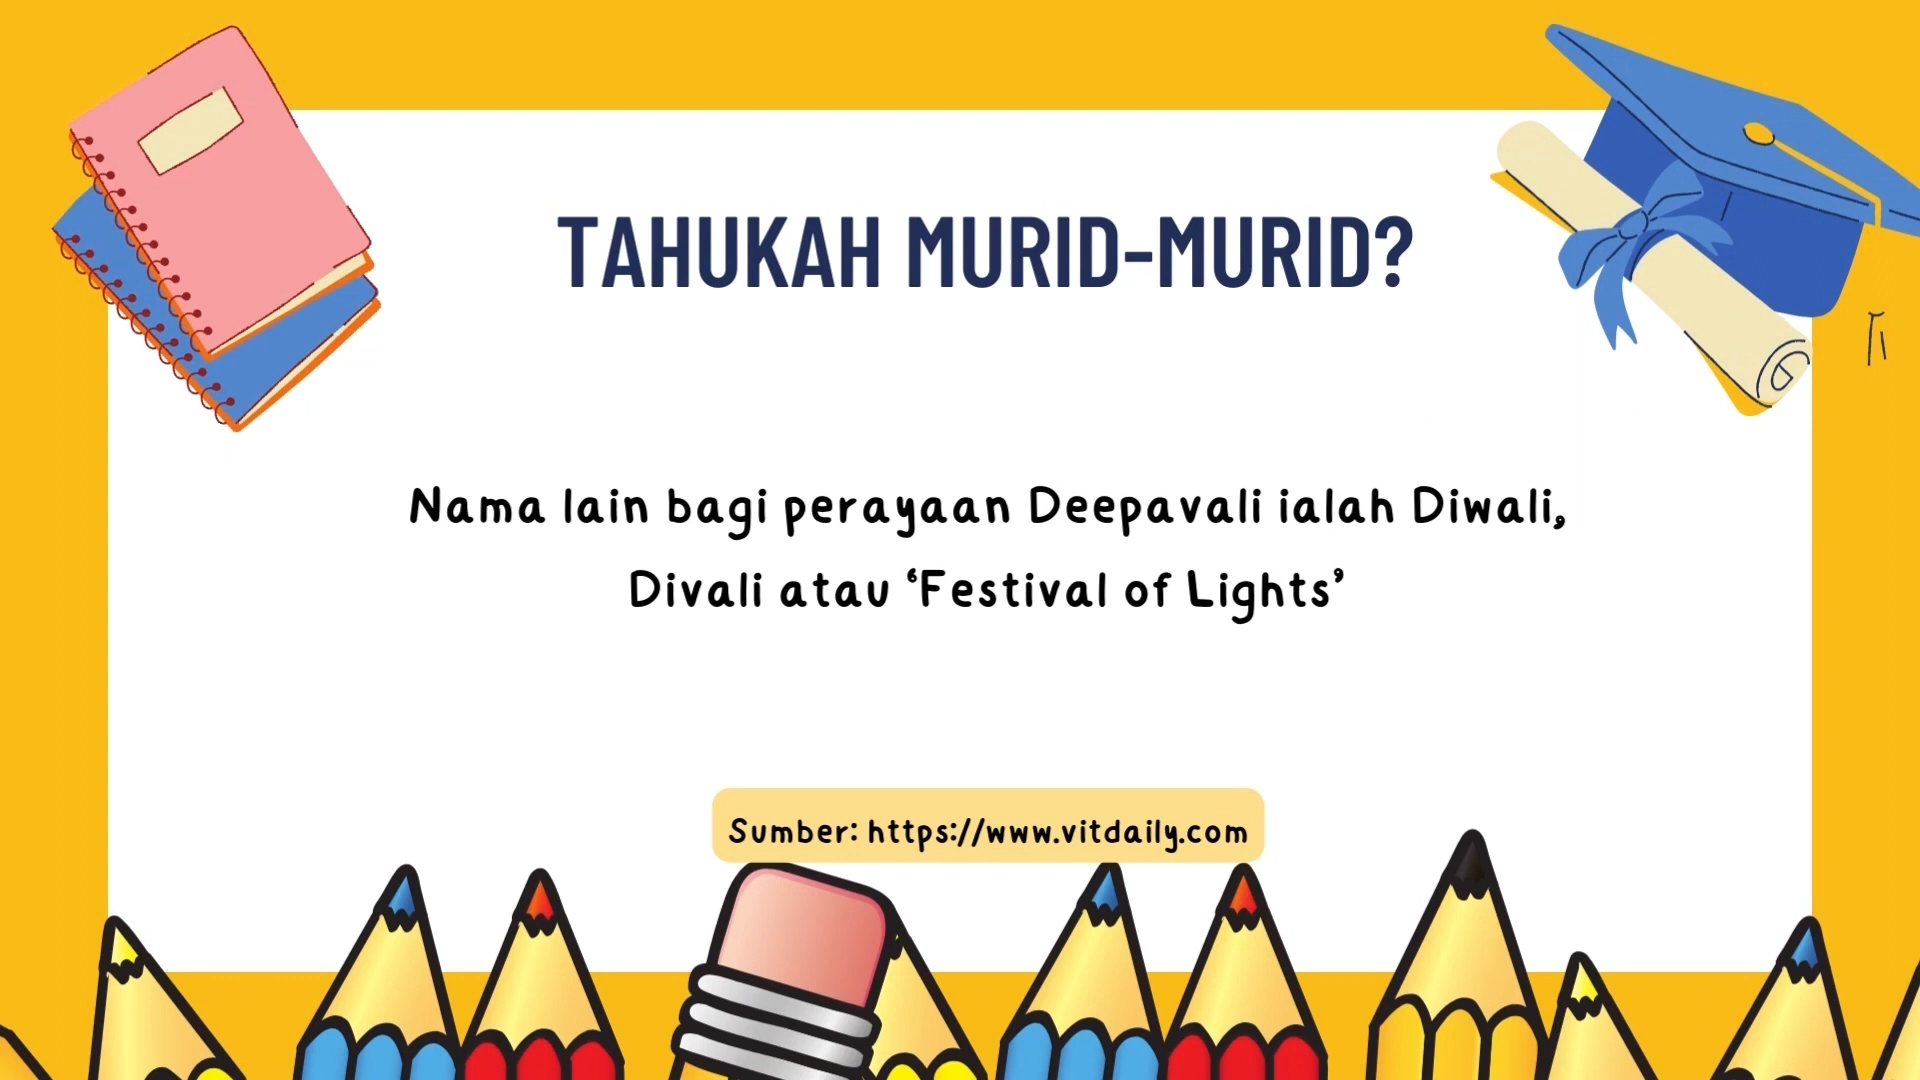 TAHUKAH MURID-MURID?
Nama lain bagi perayaan Deepavali ialah Diwali,
Divali atau ‘Festival of Lights’
Sumber: https://www.vitdaily.com